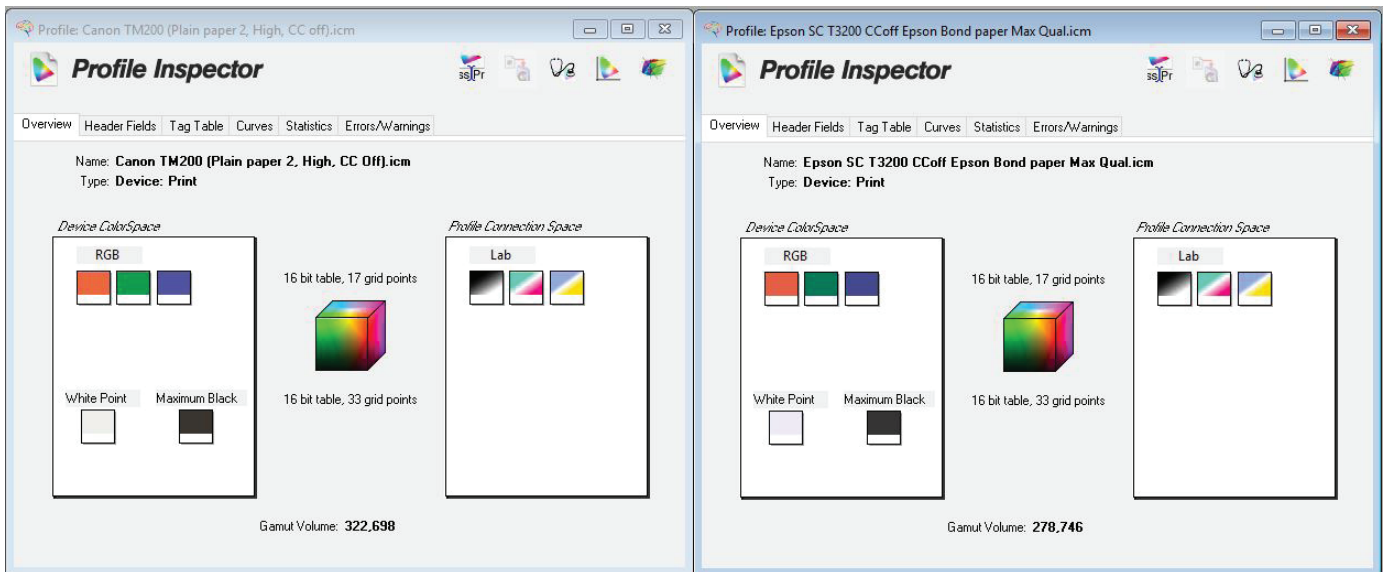 Profile: Canon TM200 (Plain paper 2, High, CC off).icm
Profile Inspector
Overview Header Fields Tag Table Curves Statistics Errors/Warnings
Name: Canon TM200 (Plain paper 2, High, CC Off).icm
Type: Device: Print
Device ColorSpace
Profile Connection Space
RGB
Lab
16 bit table, 17 grid points
White Point
Maximum Black
16 bit table, 33 grid points
Gamut Volume: 322,698
Profile: Epson SC T3200 CCoff Epson Bond paper Max Qual.icm
Profile Inspector
Overview Header Fields Tag Table Curves Statistics Errors/Warnings
Name: Epson SC T3200 CCoff Epson Bond paper Max Qual.icm
Type: Device: Print
Device ColorSpace
Profile Connection Space
RGB
Lab
16 bit table, 17 grid points
White Point
Maximum Black
16 bit table, 33 grid points
Gamut Volume: 278,746